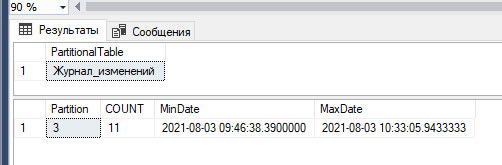 90 %
Результаты Сообщения
PartitionalTable
1 Журнал_изменений
Partition COUNT MinDate MaxDate
1 3 11 2021-08-03 09:46:38.3900000 2021-08-03 10:33:05.9433333